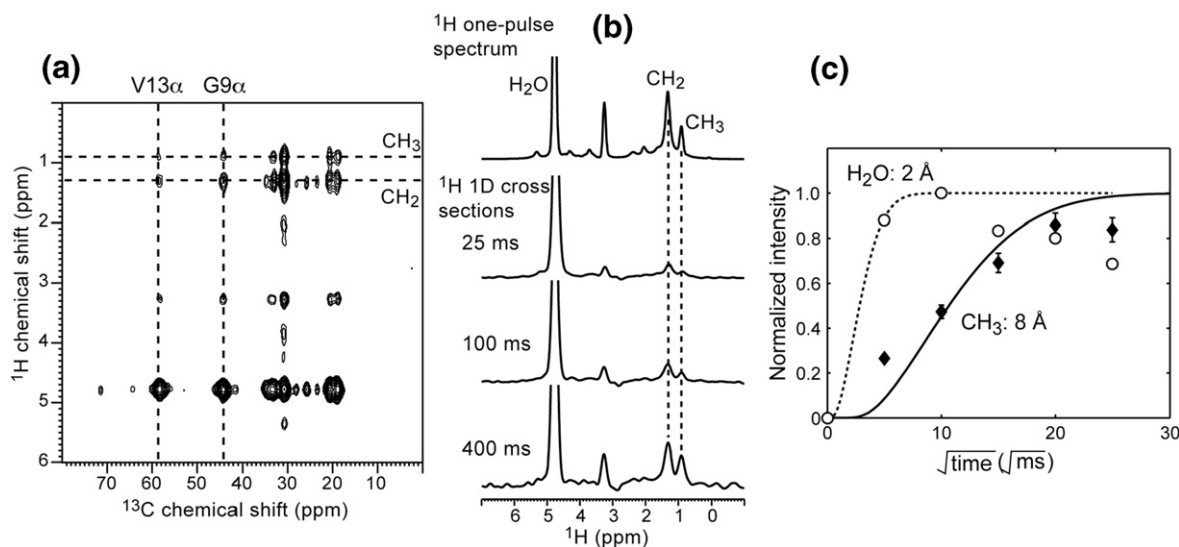 (a)
V13α G9α
CH3
CH2
1
2
3
4
5
6
¹H chemical shift (ppm)
70 60 50 40 30 20 10
¹³C chemical shift (ppm)
(b)
¹H one-pulse
spectrum
H₂O
CH₂
CH₃
¹H 1D cross
sections
25 ms
100 ms
400 ms
6 5 4 3 2 1 0
¹H (ppm)
(c)
H₂O: 2 Å
CH₃: 8 Å
Normalized intensity
1.0
0.8
0.6
0.4
0.2
0
0 10 20 30
√time (√ms)